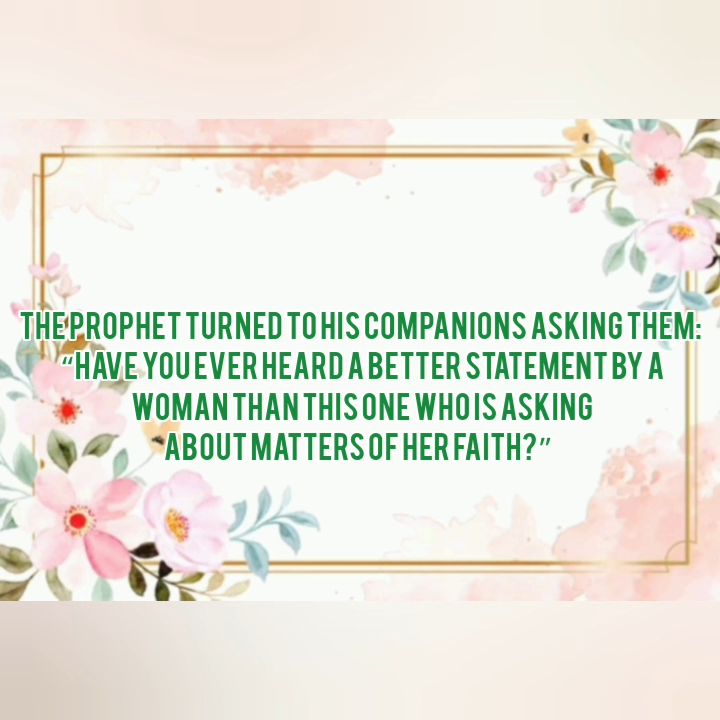 THE PROPHET TURNED TO HIS COMPANIONS ASKING THEM:
“HAVE YOU EVER HEARD A BETTER STATEMENT BY A
WOMAN THAN THIS ONE WHO IS ASKING
ABOUT MATTERS OF HER FAITH?”